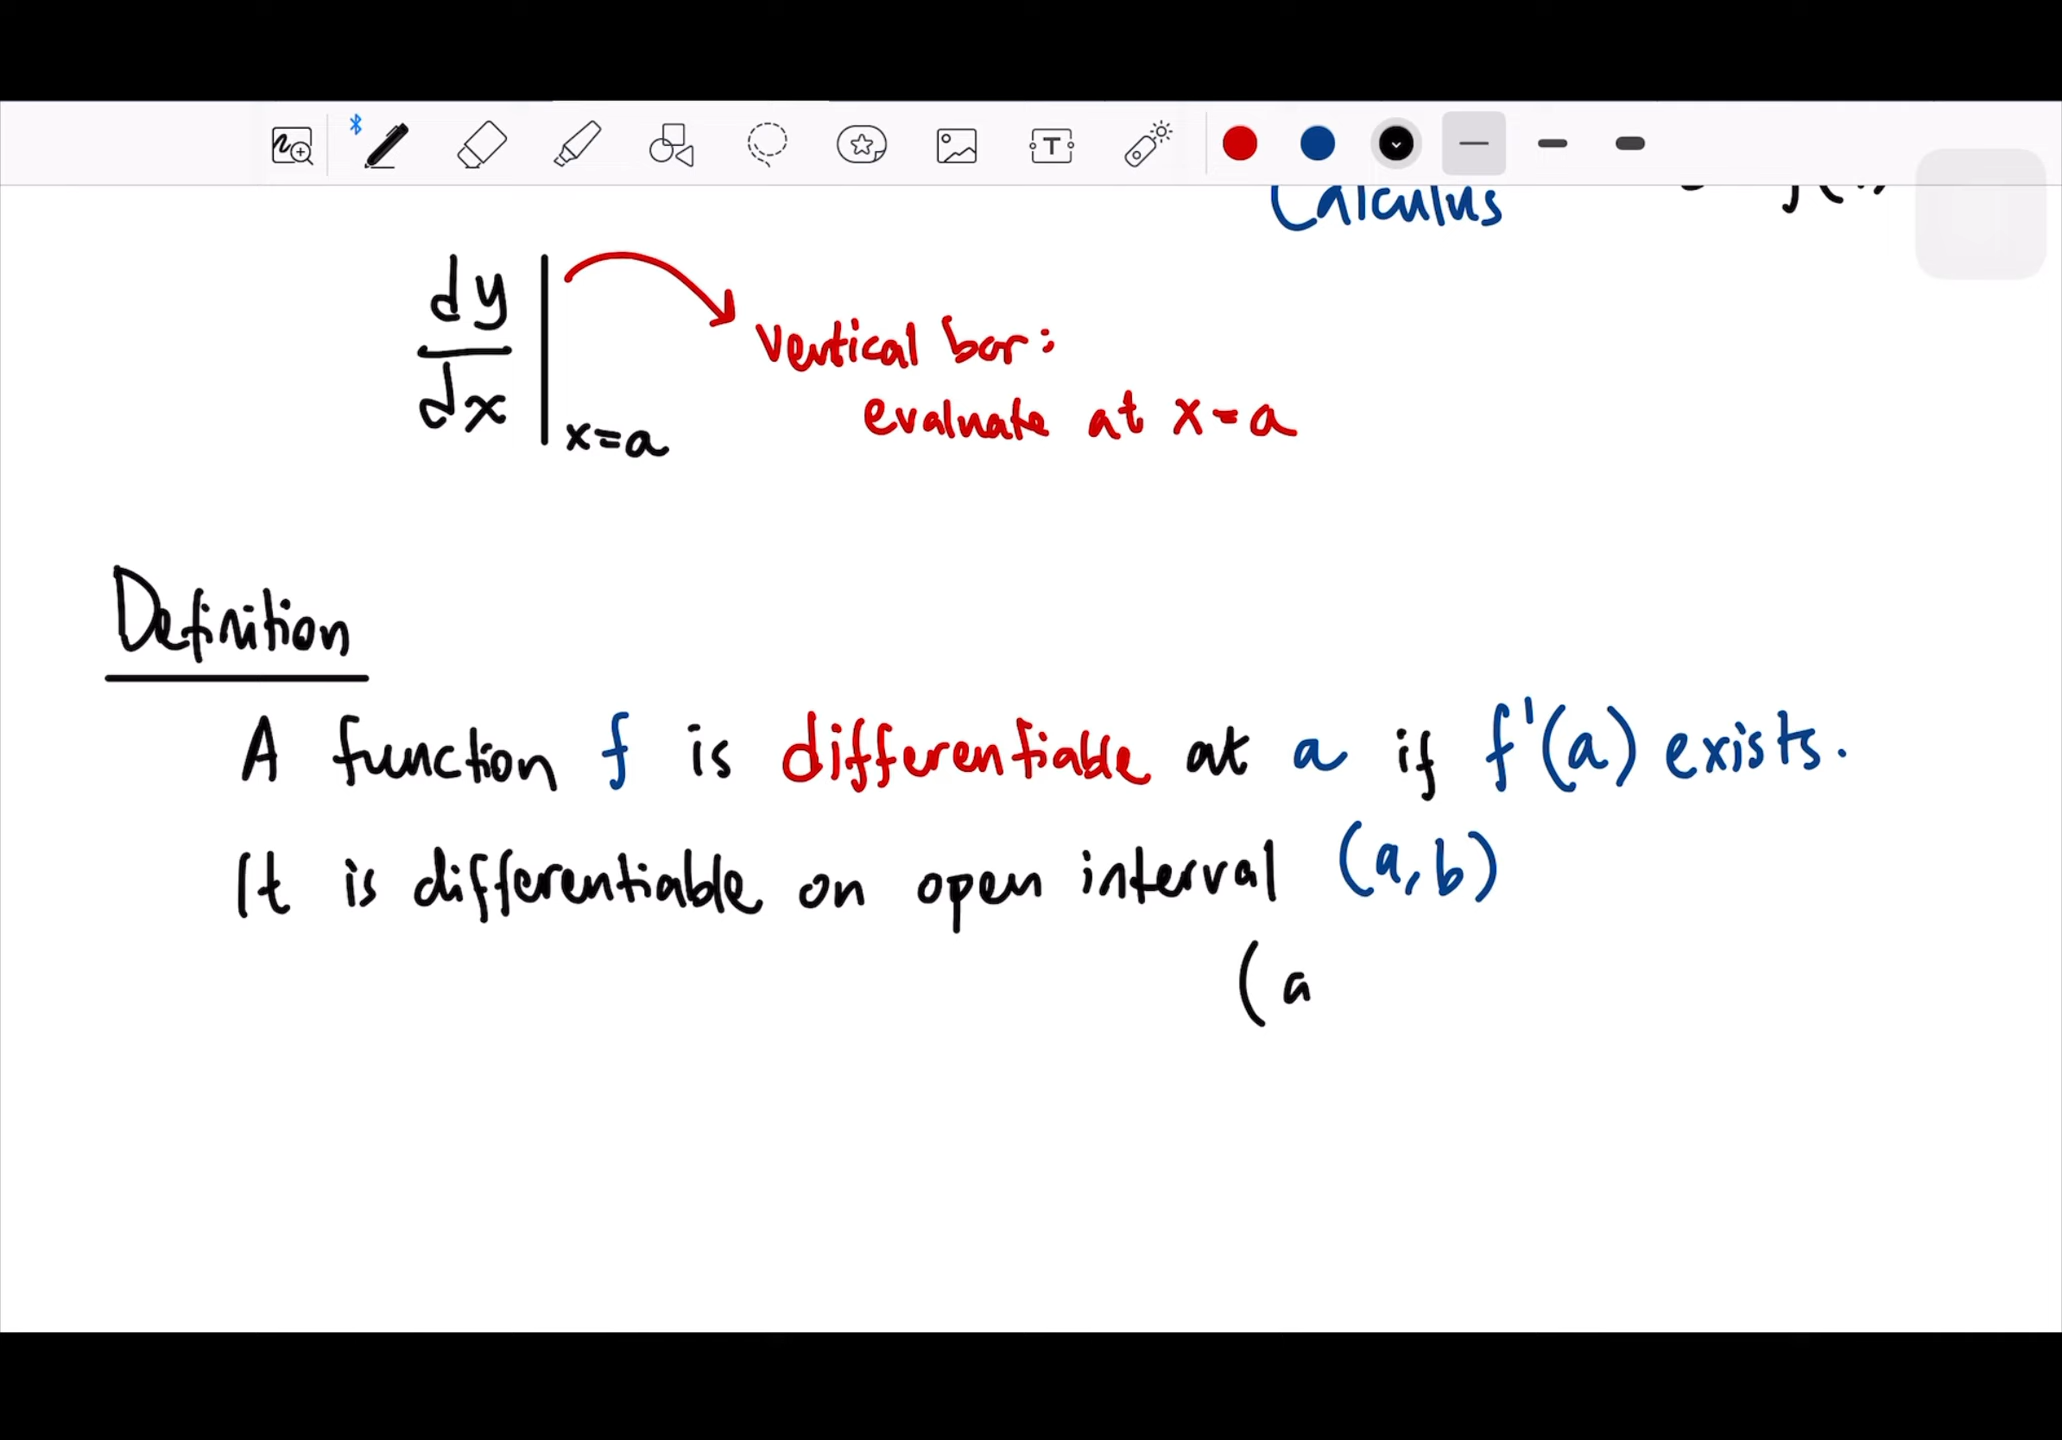 Calculus
dy
dx
x=a
vertical bar:
evaluate at x=a
Definition
A function f is differentiable at a if f'(a) exists.
It is differentiable on open interval (a,b)
(a